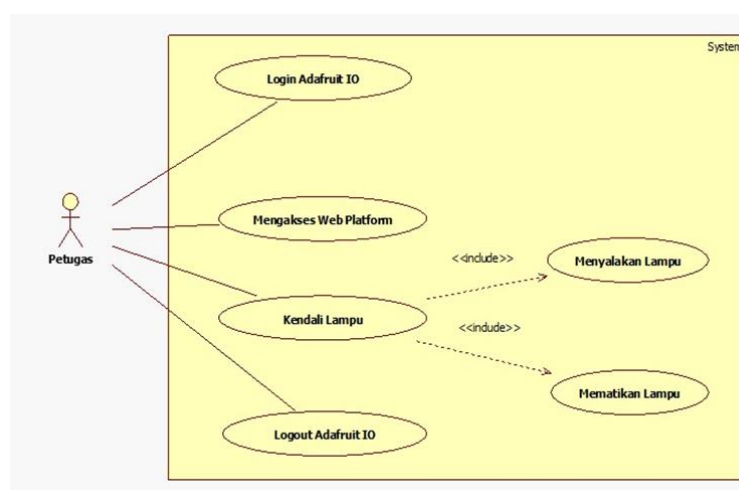 System
Login Adafruit IO
Mengakses Web Platform
Petugas
<<include>>
Menyalakan Lampu
Kendali Lampu
<<include>>
Mematikan Lampu
Logout Adafruit IO